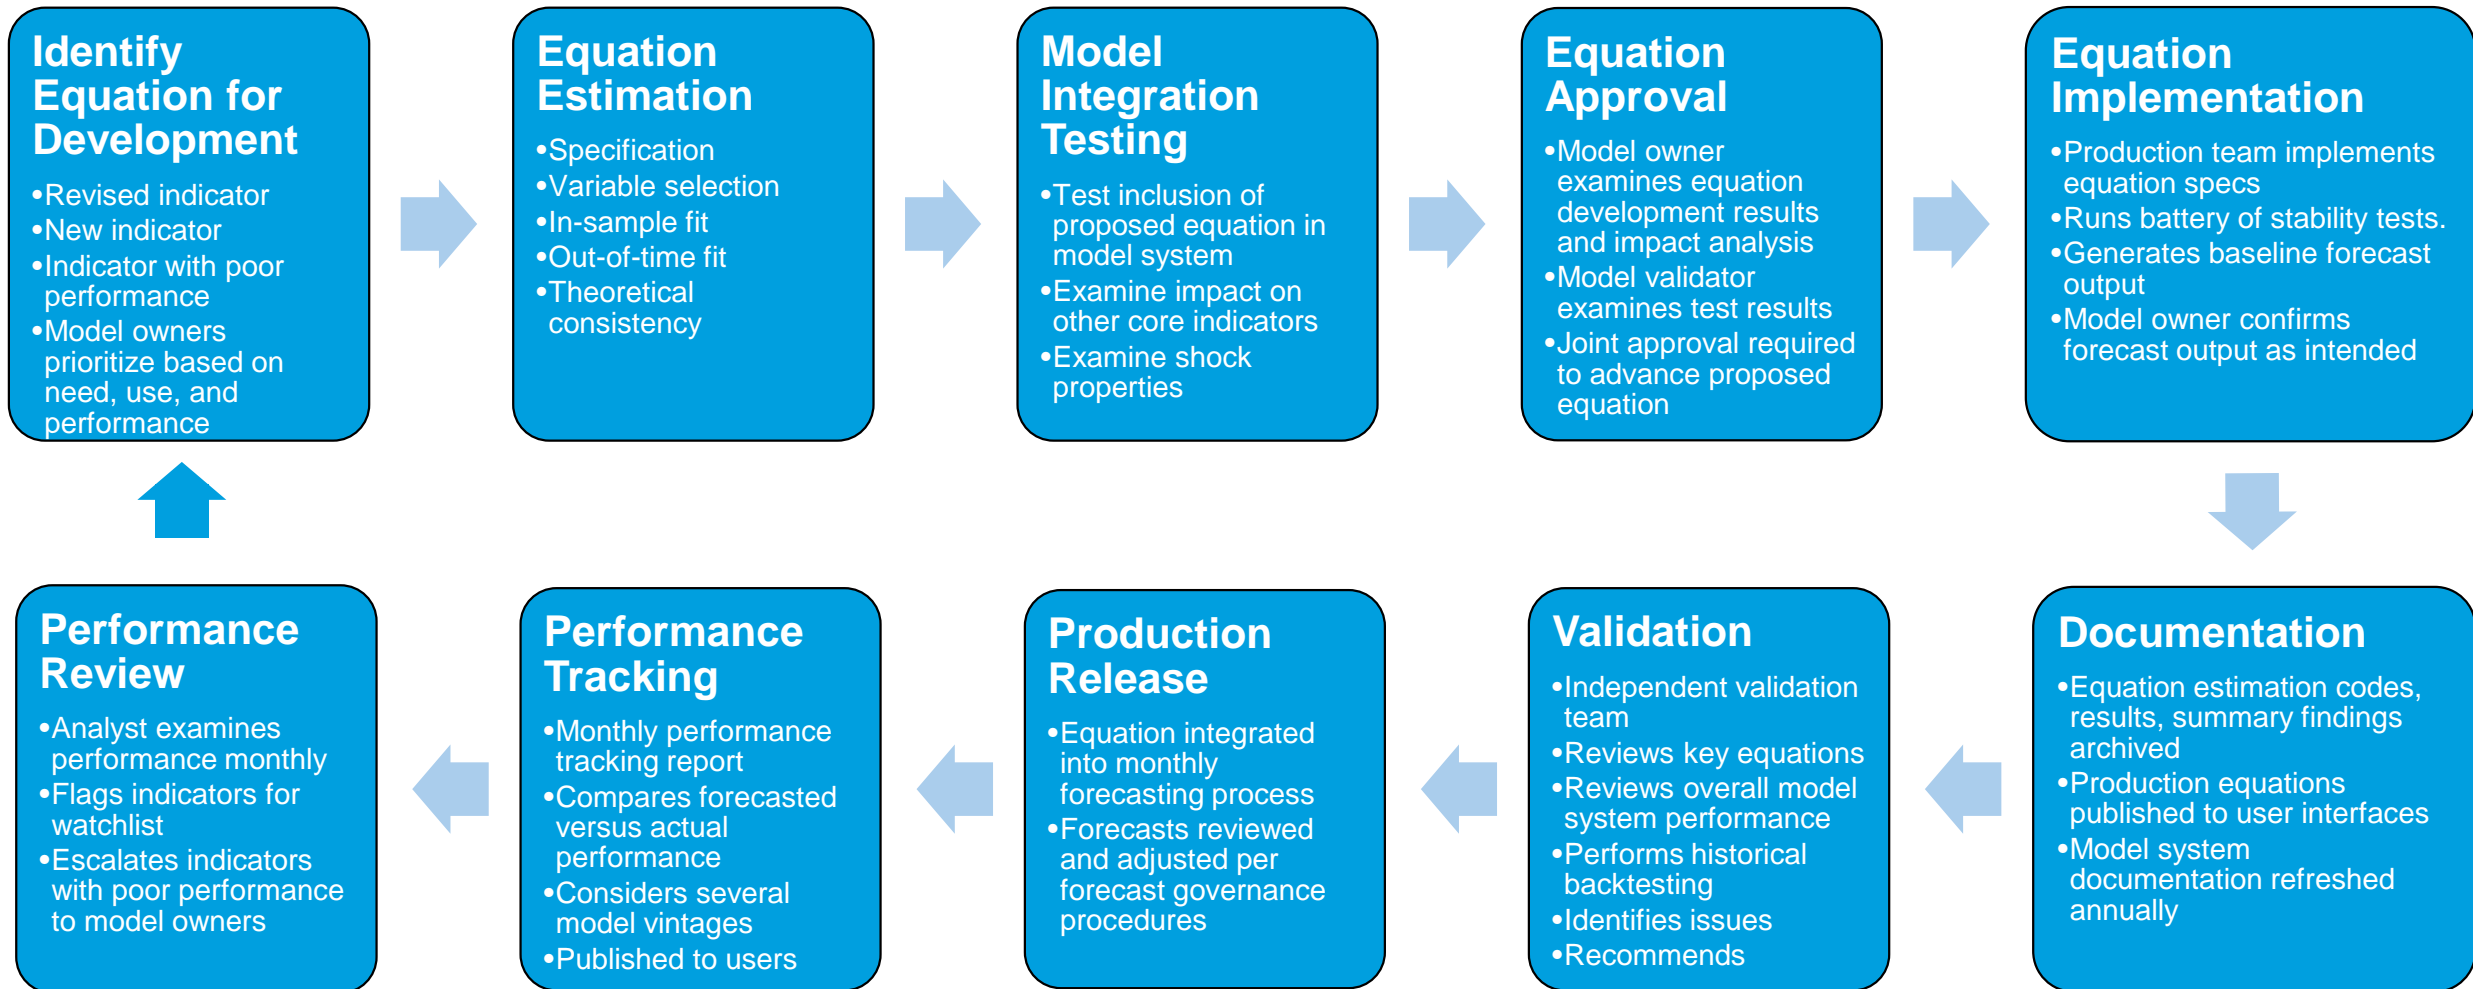 Identify
Equation for
Development
•Revised indicator
•New indicator
•Indicator with poor
performance
•Model owners
prioritize based on
need, use, and
performance
Equation
Estimation
•Specification
•Variable selection
•In-sample fit
•Out-of-time fit
•Theoretical
consistency
Model
Integration
Testing
•Test inclusion of
proposed equation in
model system
•Examine impact on
other core indicators
•Examine shock
properties
Equation
Approval
•Model owner
examines equation
development results
and impact analysis
•Model validator
examines test results
•Joint approval required
to advance proposed
equation
Equation
Implementation
•Production team implements
equation specs
•Runs battery of stability tests.
•Generates baseline forecast
output
•Model owner confirms
forecast output as intended
Documentation
•Equation estimation codes,
results, summary findings
archived
•Production equations
published to user interfaces
•Model system
documentation refreshed
annually
Validation
•Independent validation
team
•Reviews key equations
•Reviews overall model
system performance
•Performs historical
backtesting
•Identifies issues
•Recommends
Production
Release
•Equation integrated
into monthly
forecasting process
•Forecasts reviewed
and adjusted per
forecast governance
procedures
Performance
Tracking
•Monthly performance
tracking report
•Compares forecasted
versus actual
performance
•Considers several
model vintages
•Published to users
Performance
Review
•Analyst examines
performance monthly
•Flags indicators for
watchlist
•Escalates indicators
with poor performance
to model owners